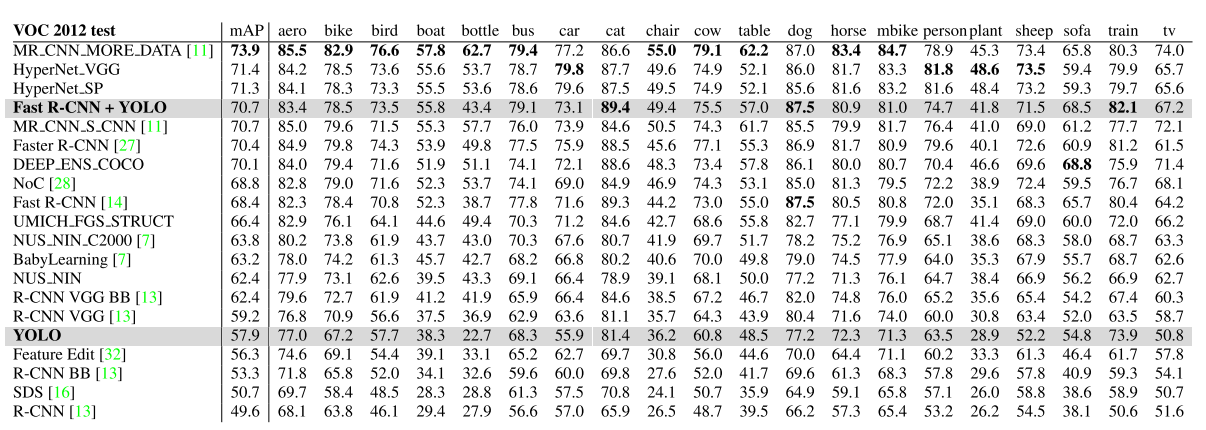 VOC 2012 test mAP aero bike bird boat bottle bus car cat chair cow table dog horse mbike person plant sheep sofa train tv
MR_CNN_MORE_DATA [11] 73.9 85.5 82.9 76.6 57.8 62.7 79.4 77.2 86.6 55.0 79.1 62.2 87.0 83.4 84.7 78.9 45.3 73.4 65.8 80.3 74.0
HyperNet_VGG 71.4 84.2 78.5 73.6 55.6 53.7 78.7 79.8 87.7 49.6 74.9 52.1 86.0 81.7 83.3 81.8 48.6 73.5 59.4 79.9 65.7
HyperNet_SP 71.3 84.1 78.3 73.3 55.5 53.6 78.6 79.6 87.5 49.5 74.9 52.1 85.6 81.6 83.2 81.6 48.4 73.2 59.3 79.7 65.6
Fast R-CNN + YOLO 70.7 83.4 78.5 73.5 55.8 43.4 79.1 73.1 89.4 49.4 75.5 57.0 87.5 80.9 81.0 74.7 41.8 71.5 68.5 82.1 67.2
MR_CNN_S_CNN [11] 70.7 85.0 79.6 71.5 55.3 57.7 76.0 73.9 84.6 50.5 74.3 61.7 85.5 79.9 81.7 76.4 41.0 69.0 61.2 77.7 72.1
Faster R-CNN [27] 70.4 84.9 79.8 74.3 53.9 49.8 77.5 75.9 88.5 45.6 77.1 55.3 86.9 81.7 80.9 79.6 40.1 72.6 60.9 81.2 61.5
DEEP_ENS_COCO 70.1 84.0 79.4 71.6 51.9 51.1 74.1 72.1 88.6 48.3 73.4 57.8 86.1 80.0 80.7 70.4 46.6 69.6 68.8 75.9 71.4
NoC [28] 68.8 82.8 79.0 71.6 52.3 53.7 74.1 69.0 84.9 46.9 74.3 53.1 85.0 81.3 79.5 72.2 38.9 72.4 59.5 76.7 68.1
Fast R-CNN [14] 68.4 82.3 78.4 70.8 52.3 38.7 77.8 71.6 89.3 44.2 73.0 55.0 87.5 80.5 80.8 72.0 35.1 68.3 65.7 80.4 64.2
UMICH_FGS_STRUCT 66.4 82.9 76.1 64.1 44.6 49.4 70.3 71.2 84.6 42.7 68.6 55.8 82.7 77.1 79.9 68.7 41.4 69.0 60.0 72.0 66.2
NUS_NIN_C2000 [7] 63.8 80.2 73.8 61.9 43.7 43.0 70.3 67.6 80.7 41.9 69.7 51.7 78.2 75.2 76.9 65.1 38.6 68.3 58.0 68.7 63.3
BabyLearning [7] 63.2 78.0 74.2 61.3 45.7 42.7 68.2 66.8 80.2 40.6 70.0 49.8 79.0 74.5 77.9 64.0 35.3 67.9 55.7 68.7 62.6
NUS_NIN 62.4 77.9 73.1 62.6 39.5 43.3 69.1 66.4 78.9 39.1 68.1 50.0 77.2 71.3 76.1 64.7 38.4 66.9 56.2 66.9 62.7
R-CNN VGG BB [13] 62.4 79.6 72.7 61.9 41.2 41.9 65.9 66.4 84.6 38.5 67.2 46.7 82.0 74.8 76.0 65.2 35.6 65.4 54.2 67.4 60.3
R-CNN VGG [13] 59.2 76.8 70.9 56.6 37.5 36.9 62.9 63.6 81.1 35.7 64.3 43.9 80.4 71.6 74.0 60.0 30.8 63.4 52.0 63.5 58.7
YOLO 57.9 77.0 67.2 57.7 38.3 22.7 68.3 55.9 81.4 36.2 60.8 48.5 77.2 72.3 71.3 63.5 28.9 52.2 54.8 73.9 50.8
Feature Edit [32] 56.3 74.6 69.1 54.4 39.1 33.1 65.2 62.7 69.7 30.8 56.0 44.6 70.0 64.4 71.1 60.2 33.3 61.3 46.4 61.7 57.8
R-CNN BB [13] 53.3 71.8 65.8 52.0 34.1 32.6 59.6 60.0 69.8 27.6 52.0 41.7 69.6 61.3 68.3 57.8 29.6 57.8 40.9 59.3 54.1
SDS [16] 50.7 69.7 58.4 48.5 28.3 28.8 61.3 57.5 70.8 24.1 50.7 35.9 64.9 59.1 65.8 57.1 26.0 58.8 38.6 58.9 50.7
R-CNN [13] 49.6 68.1 63.8 46.1 29.4 27.9 56.6 57.0 65.9 26.5 48.7 39.5 66.2 57.3 65.4 53.2 26.2 54.5 38.1 50.6 51.6